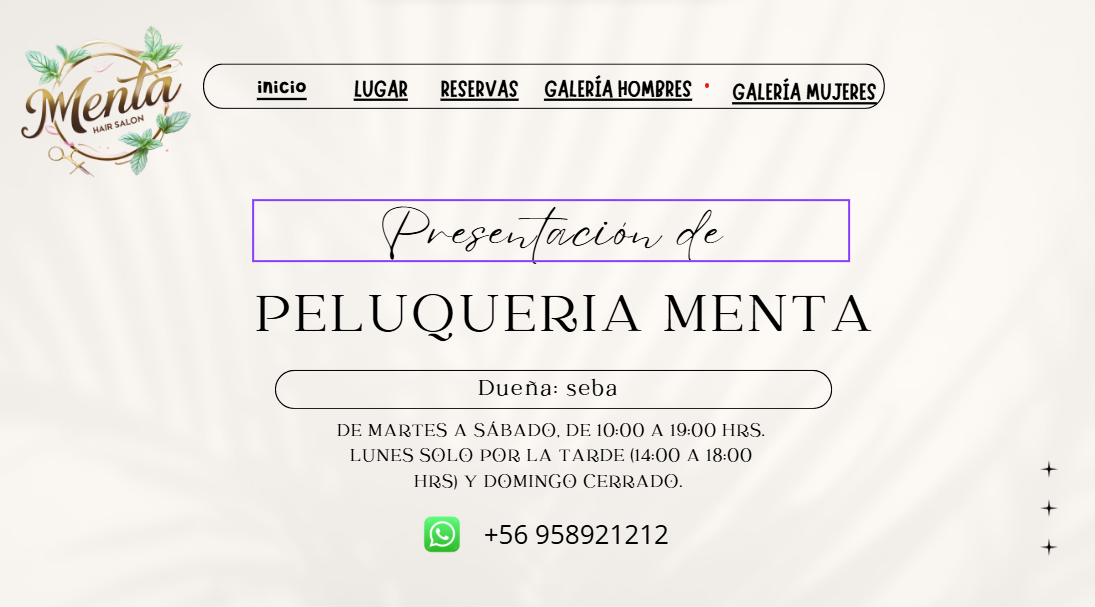 Menta
HAIR SALON
inicio
LUGAR
RESERVAS
GALERÍA HOMBRES
GALERÍA MUJERES
Presentación de
PELUQUERIA MENTA
Dueña: seba
DE MARTES A SÁBADO, DE 10:00 A 19:00 HRS.
LUNES SOLO POR LA TARDE (14:00 A 18:00
HRS) Y DOMINGO CERRADO.
+56 958921212